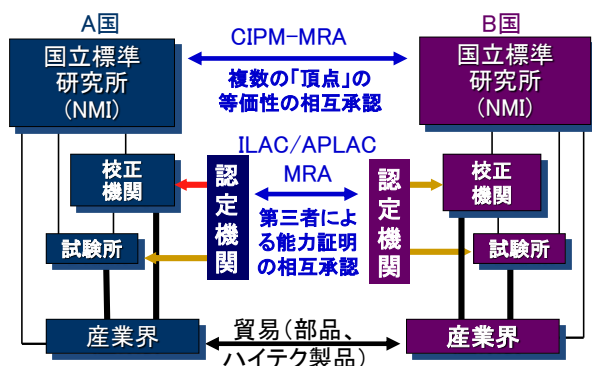 A国
B国
国立標準
研究所
(NMI)
CIPM-MRA
複数の「頂点」の
等価性の相互承認
国立標準
研究所
(NMI)
ILAC/APLAC
MRA
校正
機関
認定機関
認定機関
校正
機関
第三者によ
る能力証明
の相互承認
試験所
試験所
産業界
貿易(部品、
ハイテク製品)
産業界